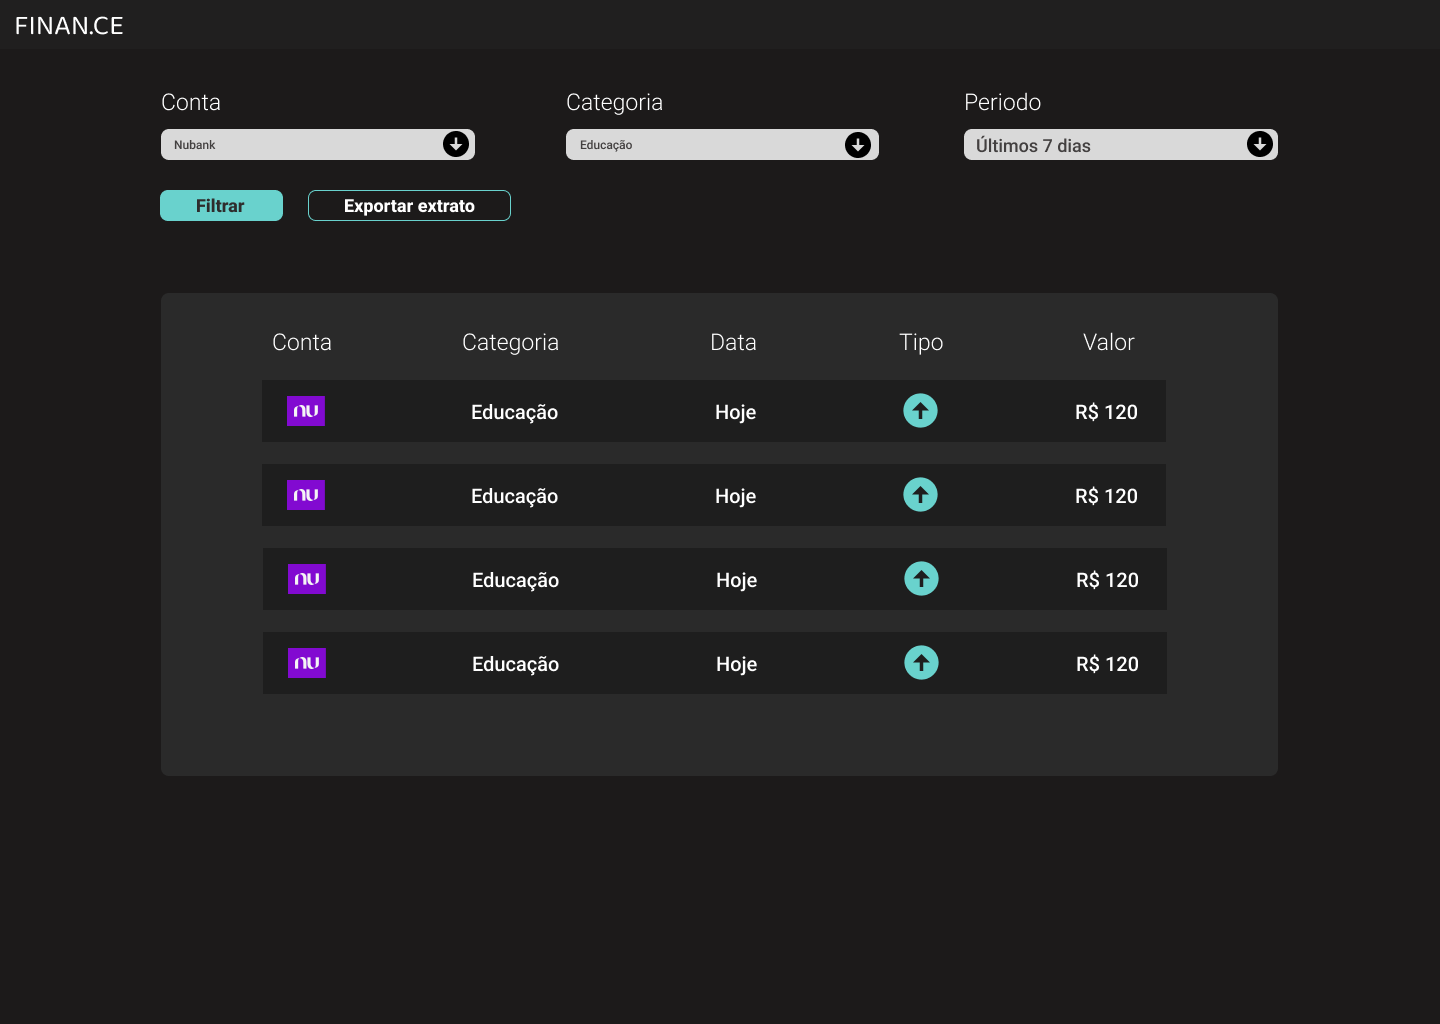 FINAN.CE
Conta Categoria Periodo
Nubank Educação Últimos 7 dias
Filtrar Exportar extrato
Conta Categoria Data Tipo Valor
nu Educação Hoje R$ 120
nu Educação Hoje R$ 120
nu Educação Hoje R$ 120
nu Educação Hoje R$ 120